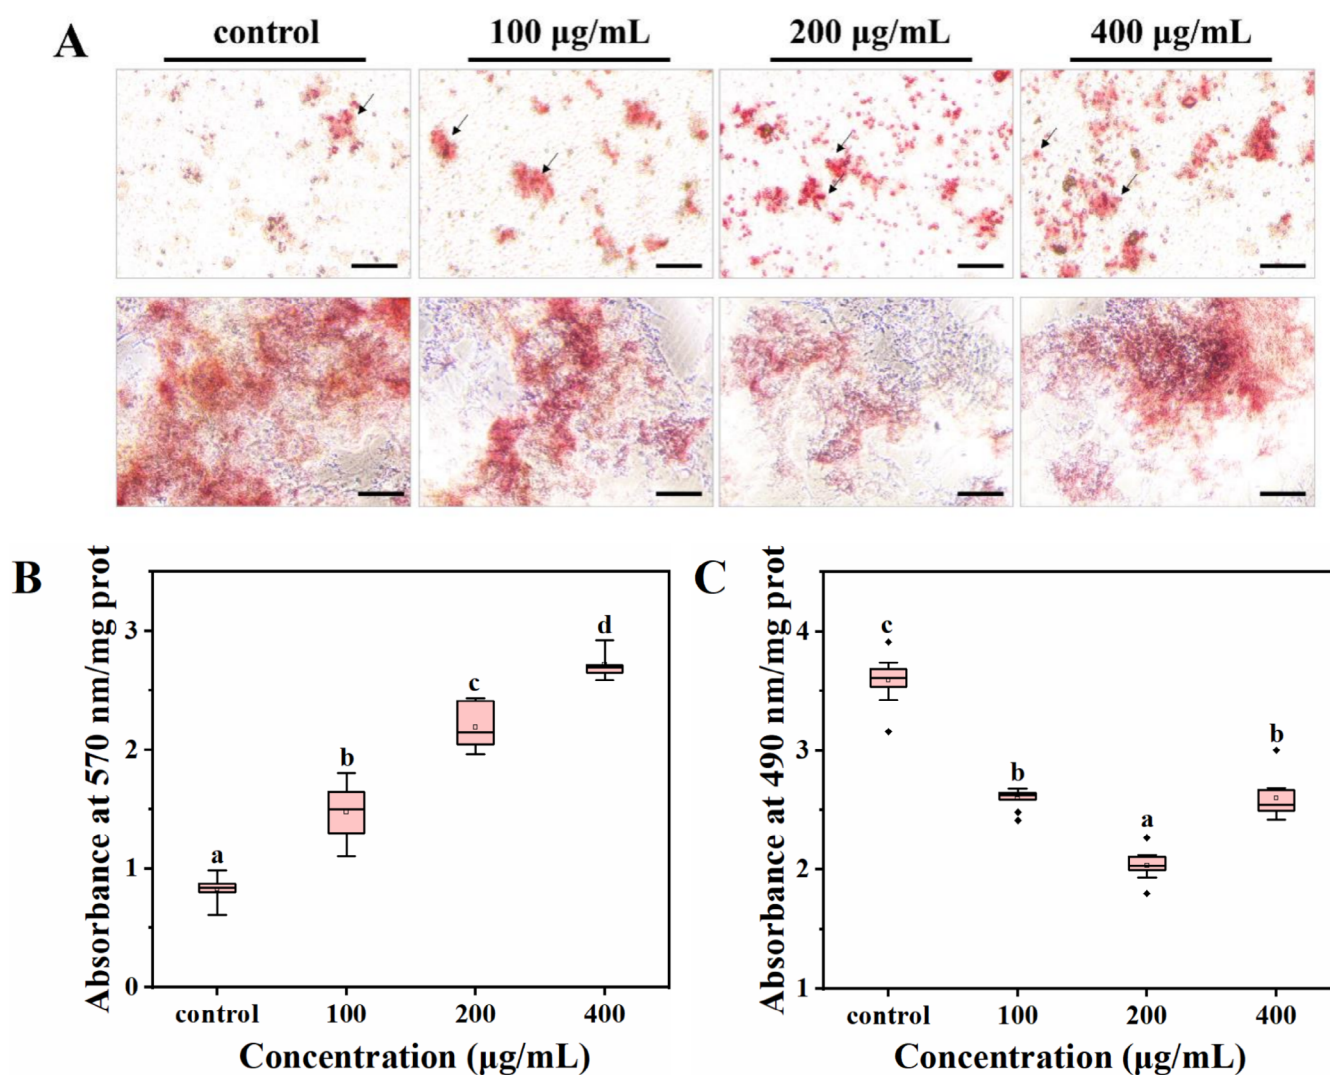 A
control
100 μg/mL
200 μg/mL
400 μg/mL
B
Absorbance at 570 nm/mg prot
3
2
1
0
a
b
c
d
control
100
200
400
Concentration (μg/mL)
C
Absorbance at 490 nm/mg prot
4
3
2
1
c
b
a
b
control
100
200
400
Concentration (μg/mL)